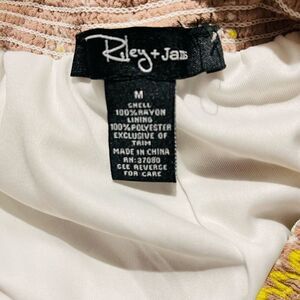 Riley + Jae
M
SHELL
100% RAYON
LINING
100% POLYESTER
EXCLUSIVE OF
TRIM
MADE IN CHINA
RN: 37080
SEE REVERSE
FOR CARE